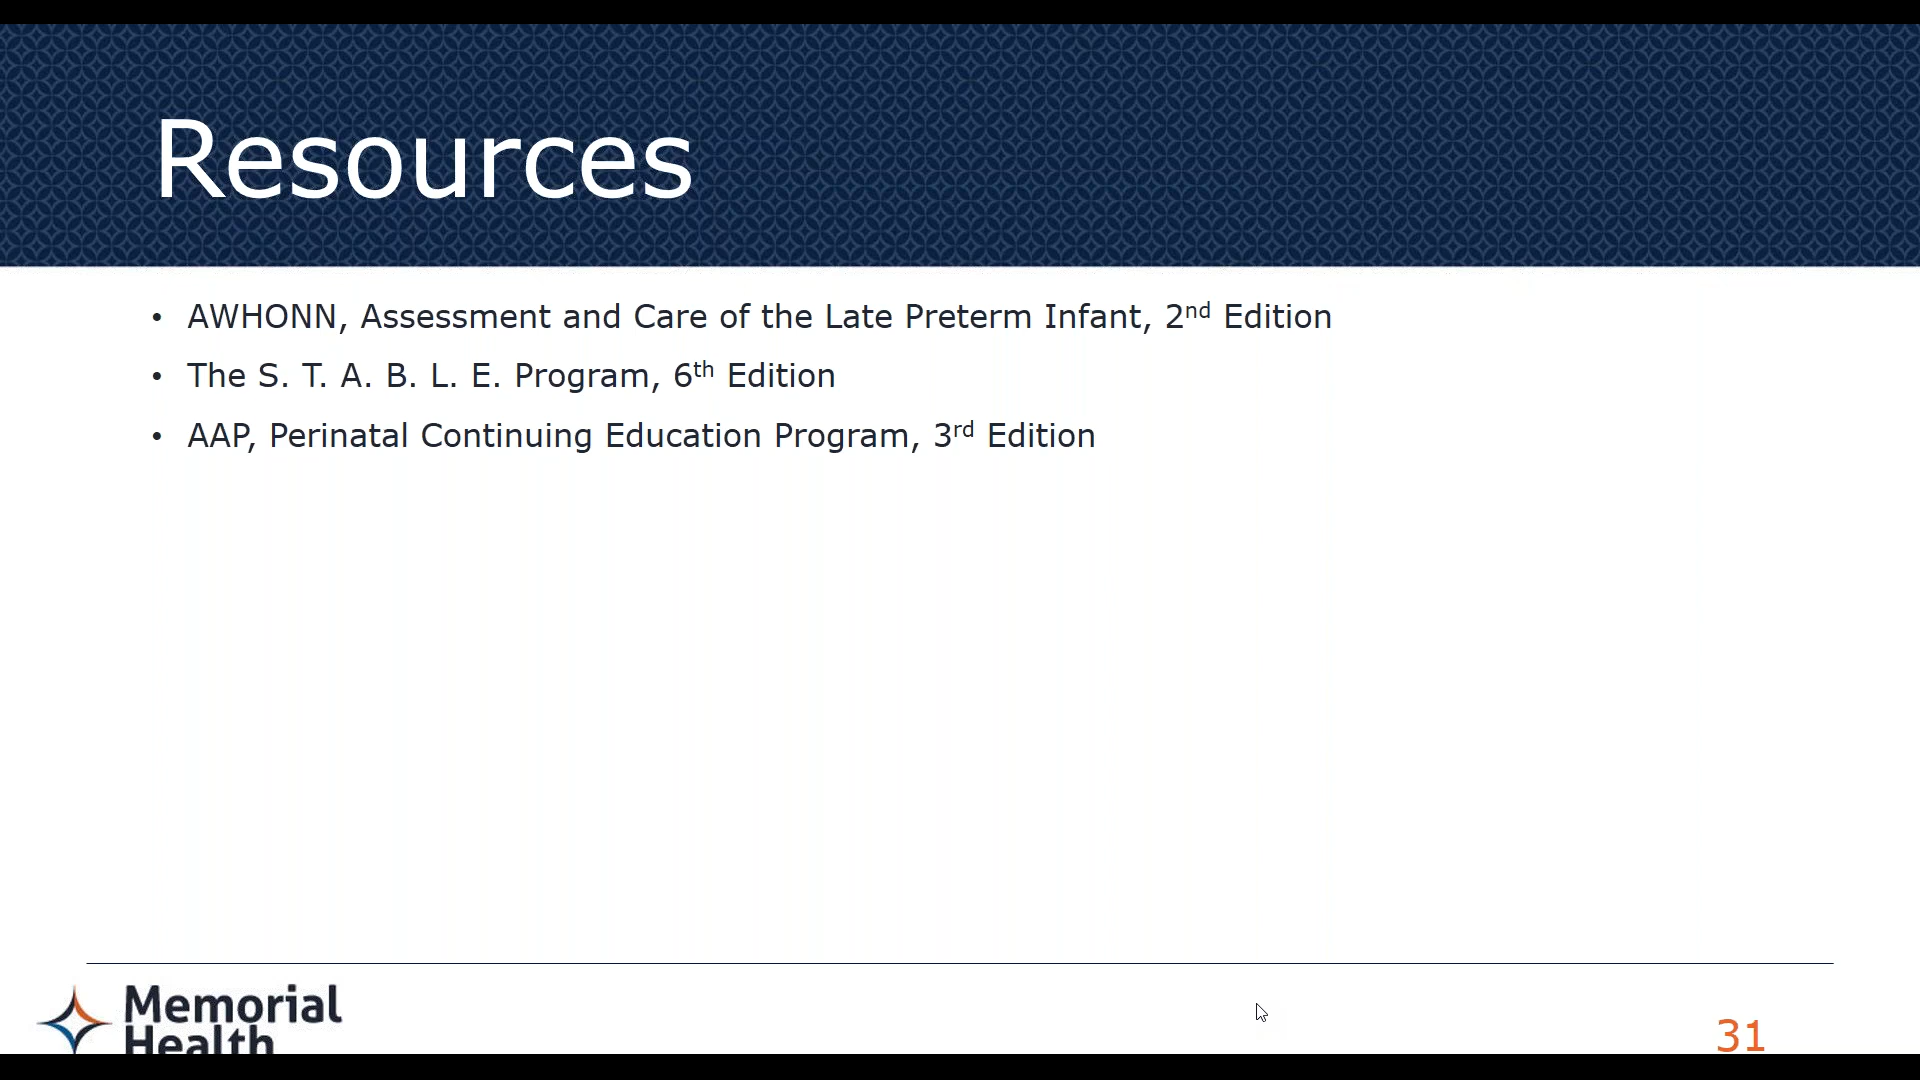 Resources
• AWHONN, Assessment and Care of the Late Preterm Infant, 2nd Edition
• The S. T. A. B. L. E. Program, 6th Edition
• AAP, Perinatal Continuing Education Program, 3rd Edition
Memorial
Health
31